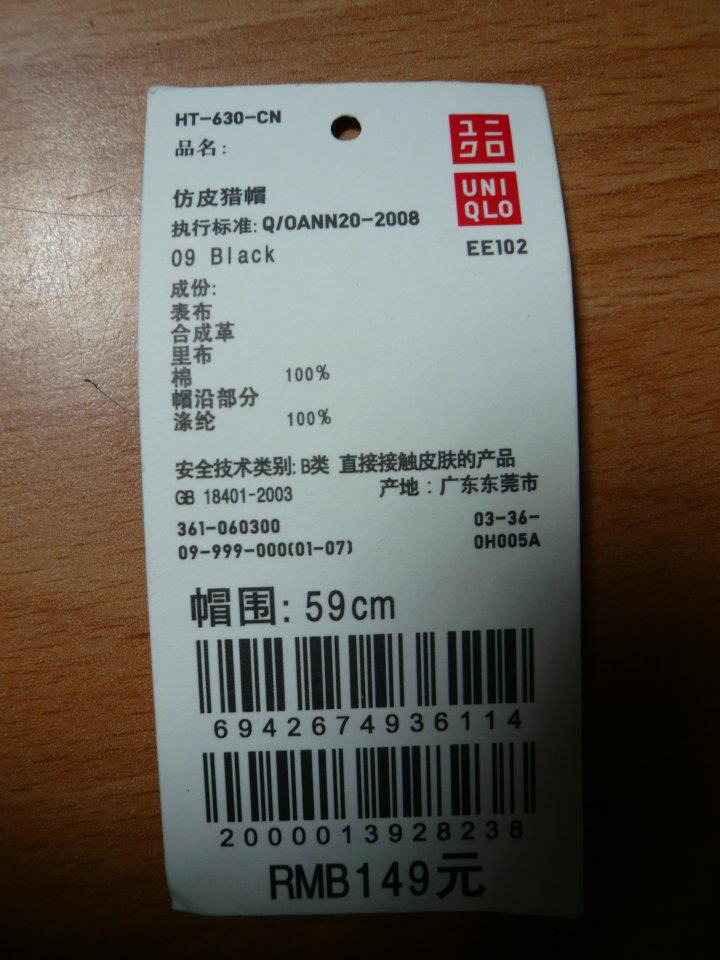 HT-630-CN
品名:
ユニ
クロ
UNI
QLO
仿皮猎帽
执行标准:Q/OANN20-2008
09 Black
EE102
成份:
表布
合成革
里布
棉 100%
帽沿部分
涤纶 100%
安全技术类别:B类 直接接触皮肤的产品
GB 18401-2003
产地:广东东莞市
361-060300
03-36-
09-999-000(01-07)
0H005A
帽围:59cm
6942674936114
2000013928238
RMB149元